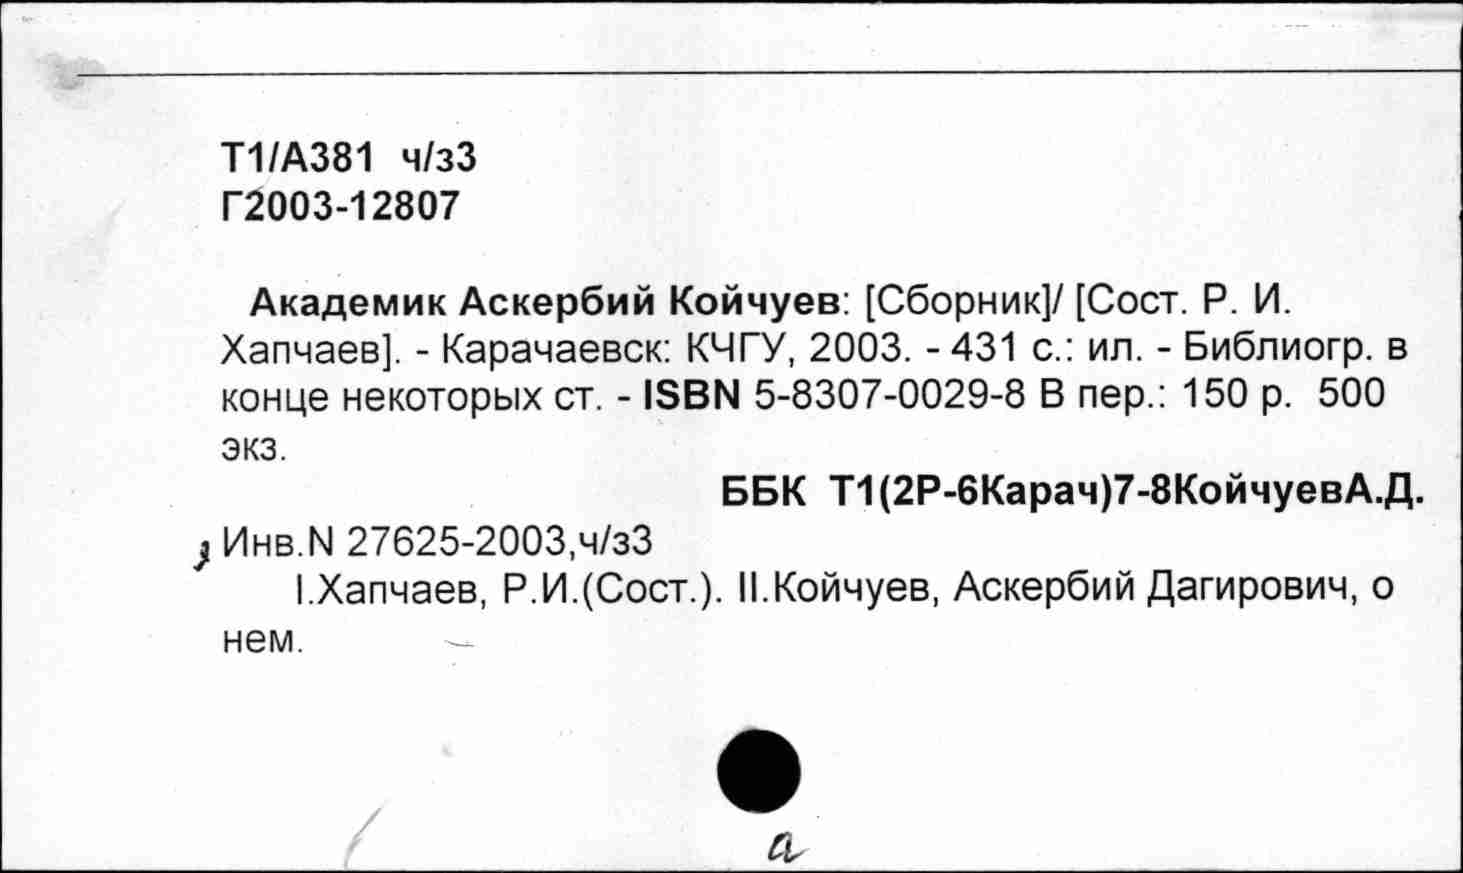 Т1/А381 ч/з3
Г2003-12807
Академик Аскербий Койчуев: [Сборник]/ [Сост. Р. И.
Хапчаев]. - Карачаевск: КЧГУ, 2003. - 431 с.: ил. - Библиогр. в
конце некоторых ст. - ISBN 5-8307-0029-8 В пер.: 150 р. 500
экз.
ББК Т1(2Р-6Карач)7-8КойчуевА.Д.
Инв.N 27625-2003,ч/з3
I.Хапчаев, Р.И.(Сост.). II.Койчуев, Аскербий Дагирович, о
нем.
а